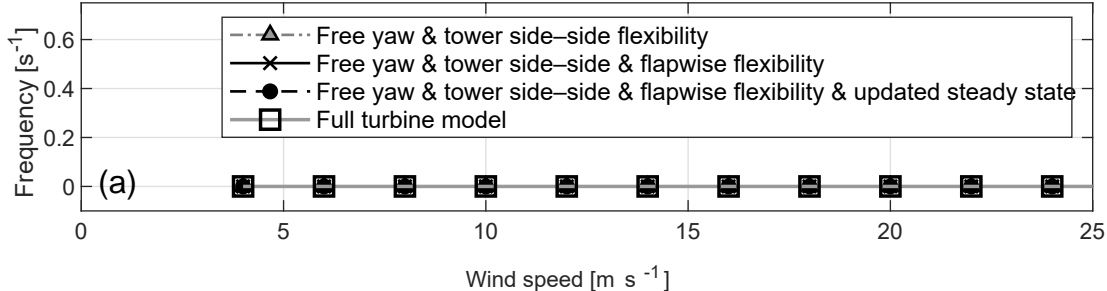 Free yaw & tower side–side flexibility
Free yaw & tower side–side & flapwise flexibility
Free yaw & tower side–side & flapwise flexibility & updated steady state
Full turbine model
Frequency [s⁻¹]
0.6
0.4
0.2
0
(a)
0 5 10 15 20 25
Wind speed [m s⁻¹]